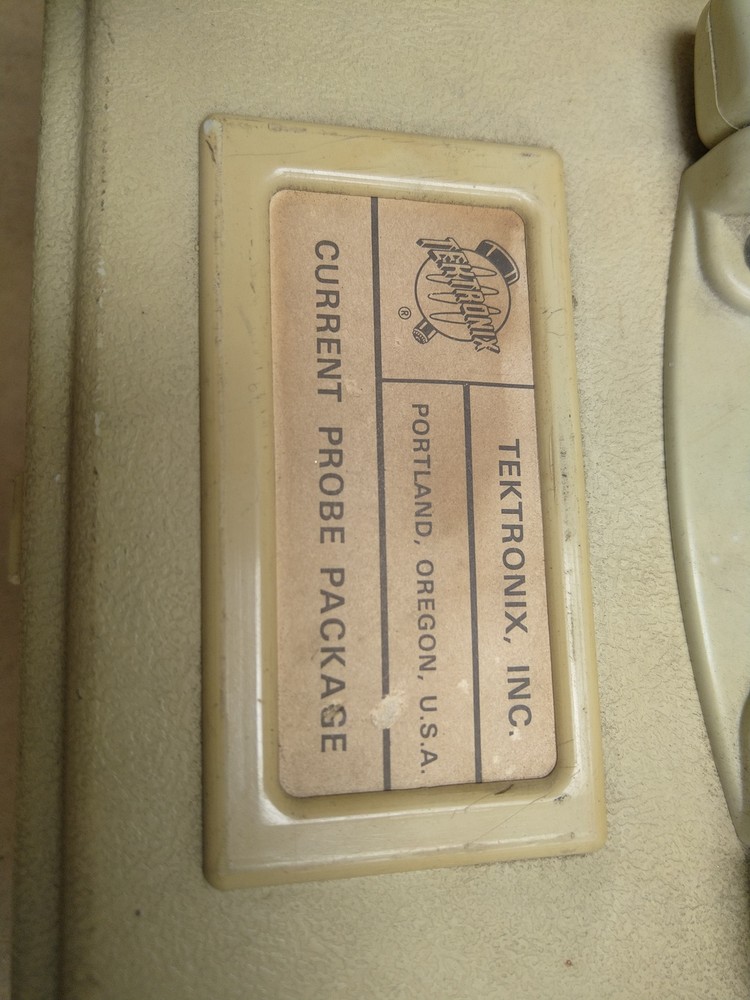 TEKTRONIX
®
TEKTRONIX, INC.
PORTLAND, OREGON, U.S.A.
CURRENT PROBE PACKAGE